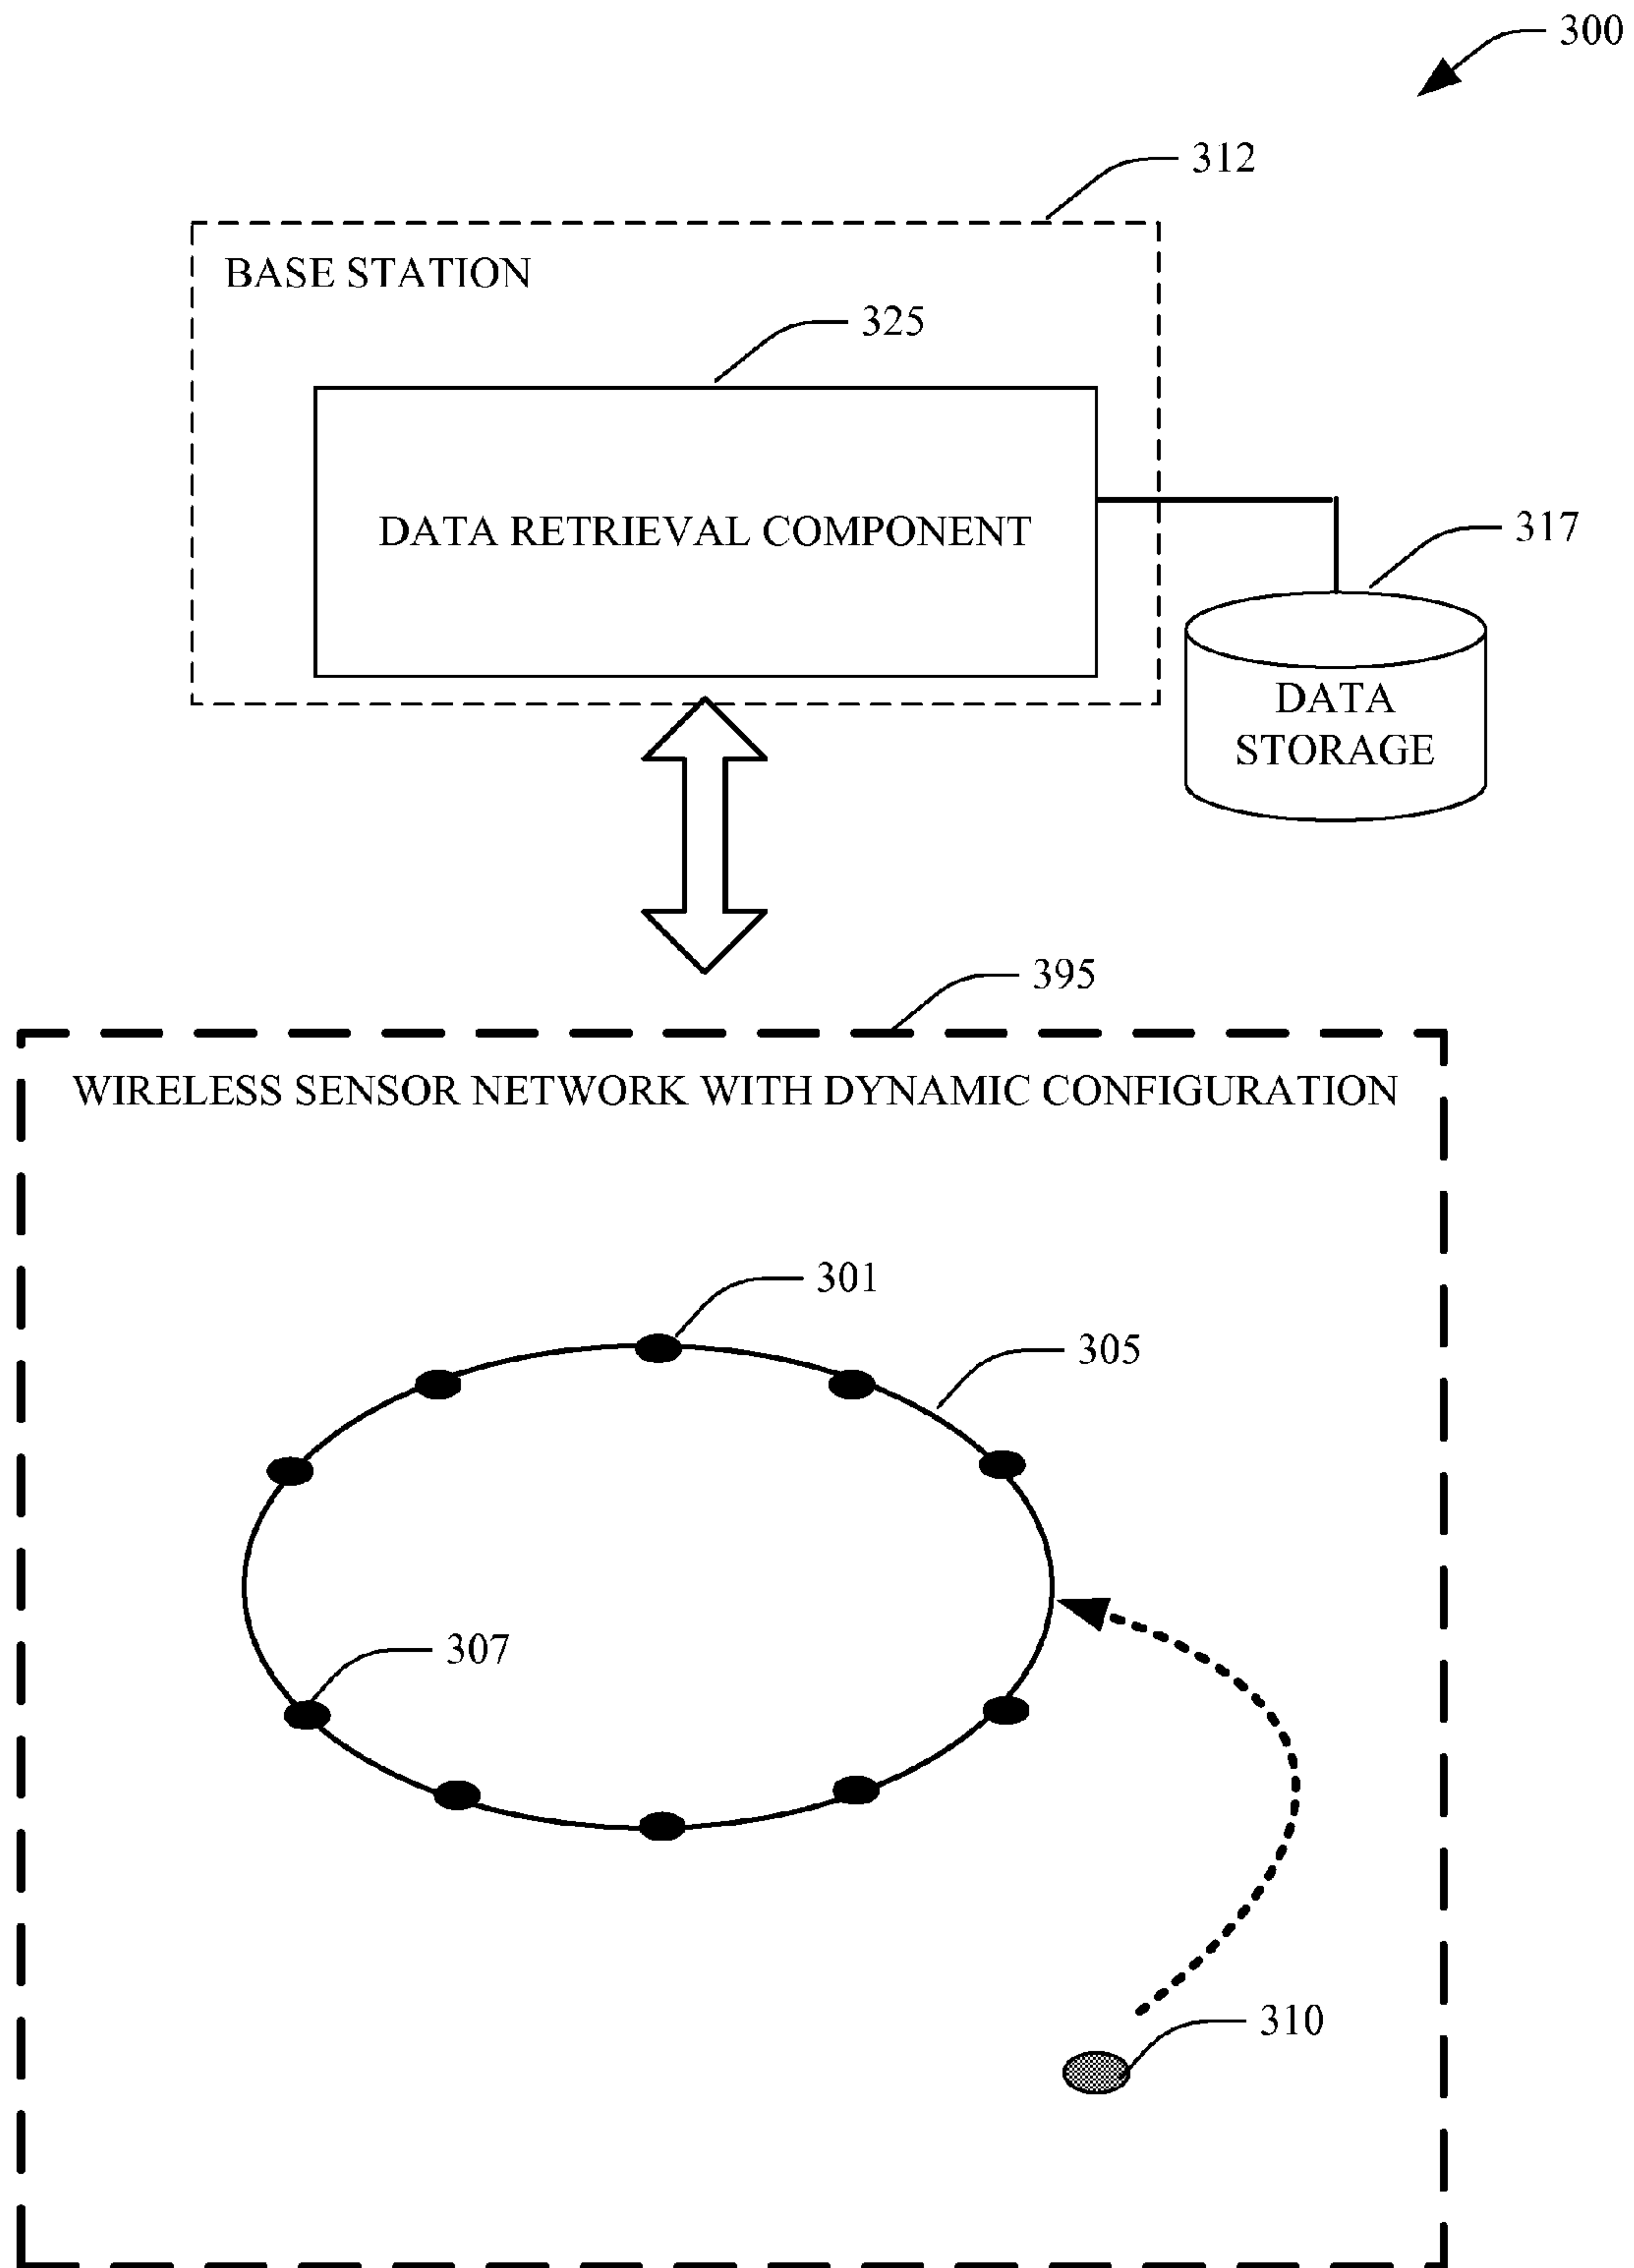 300
312
BASE STATION
325
DATA RETRIEVAL COMPONENT
317
DATA
STORAGE
395
WIRELESS SENSOR NETWORK WITH DYNAMIC CONFIGURATION
301
305
307
310